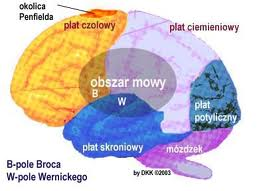 okolica
Penfielda
płat czołowy
płat ciemieniowy
obszar mowy
B
W
płat
potyliczny
płat skroniowy
móżdżek
B-pole Broca
W-pole Wernickego
by DKK ©2003